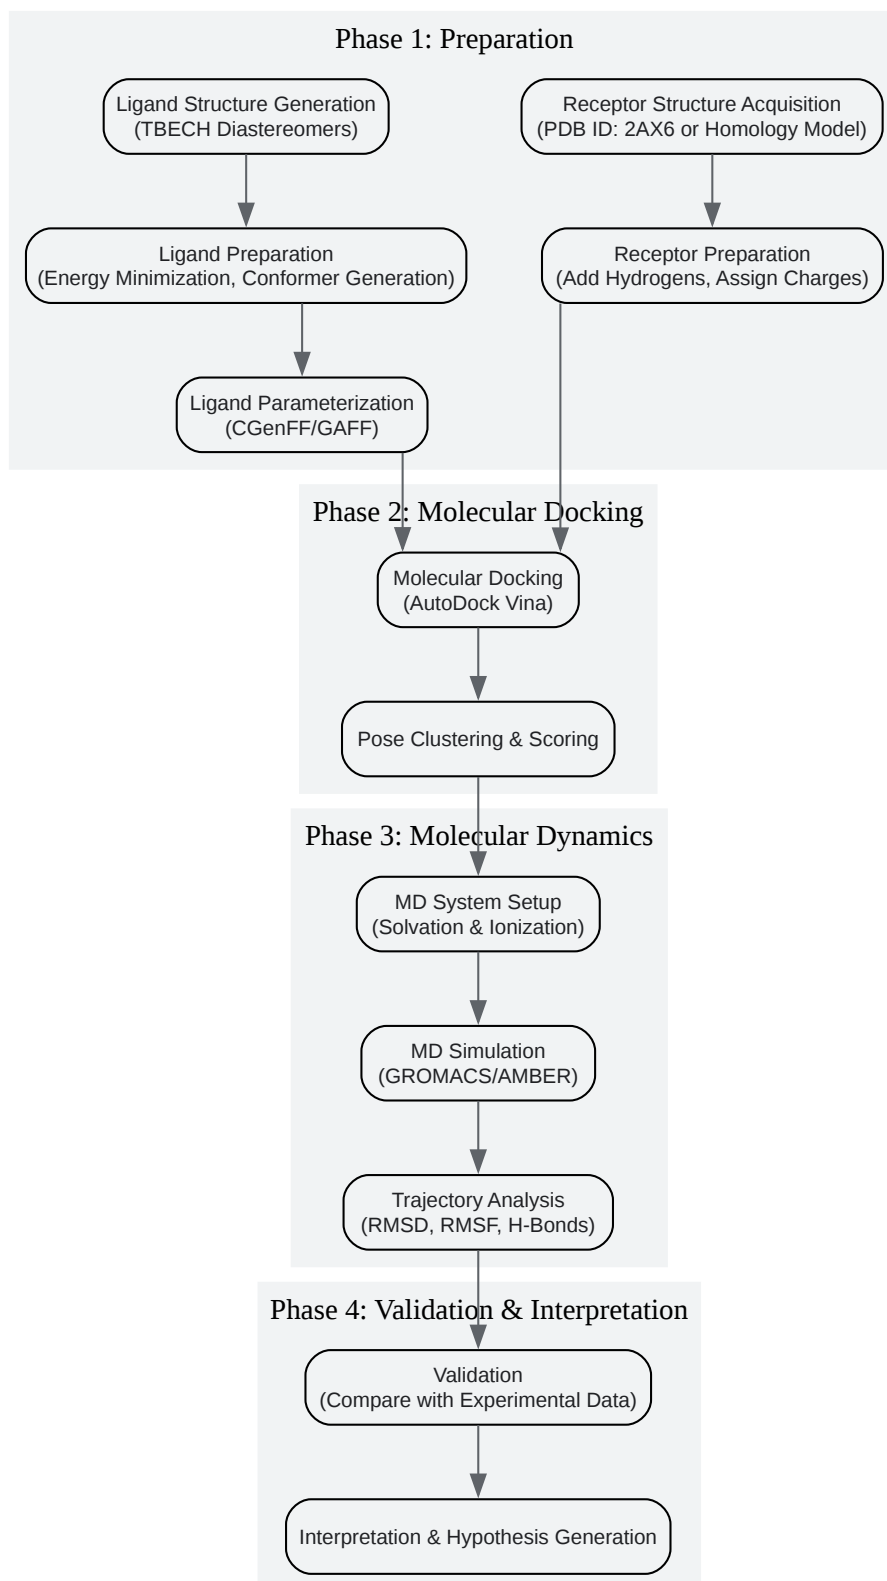 Phase 1: Preparation
Ligand Structure Generation
(TBECH Diastereomers)
Receptor Structure Acquisition
(PDB ID: 2AX6 or Homology Model)
Ligand Preparation
(Energy Minimization, Conformer Generation)
Receptor Preparation
(Add Hydrogens, Assign Charges)
Ligand Parameterization
(CGenFF/GAFF)
Phase 2: Molecular Docking
Molecular Docking
(AutoDock Vina)
Pose Clustering & Scoring
Phase 3: Molecular Dynamics
MD System Setup
(Solvation & Ionization)
MD Simulation
(GROMACS/AMBER)
Trajectory Analysis
(RMSD, RMSF, H-Bonds)
Phase 4: Validation & Interpretation
Validation
(Compare with Experimental Data)
Interpretation & Hypothesis Generation